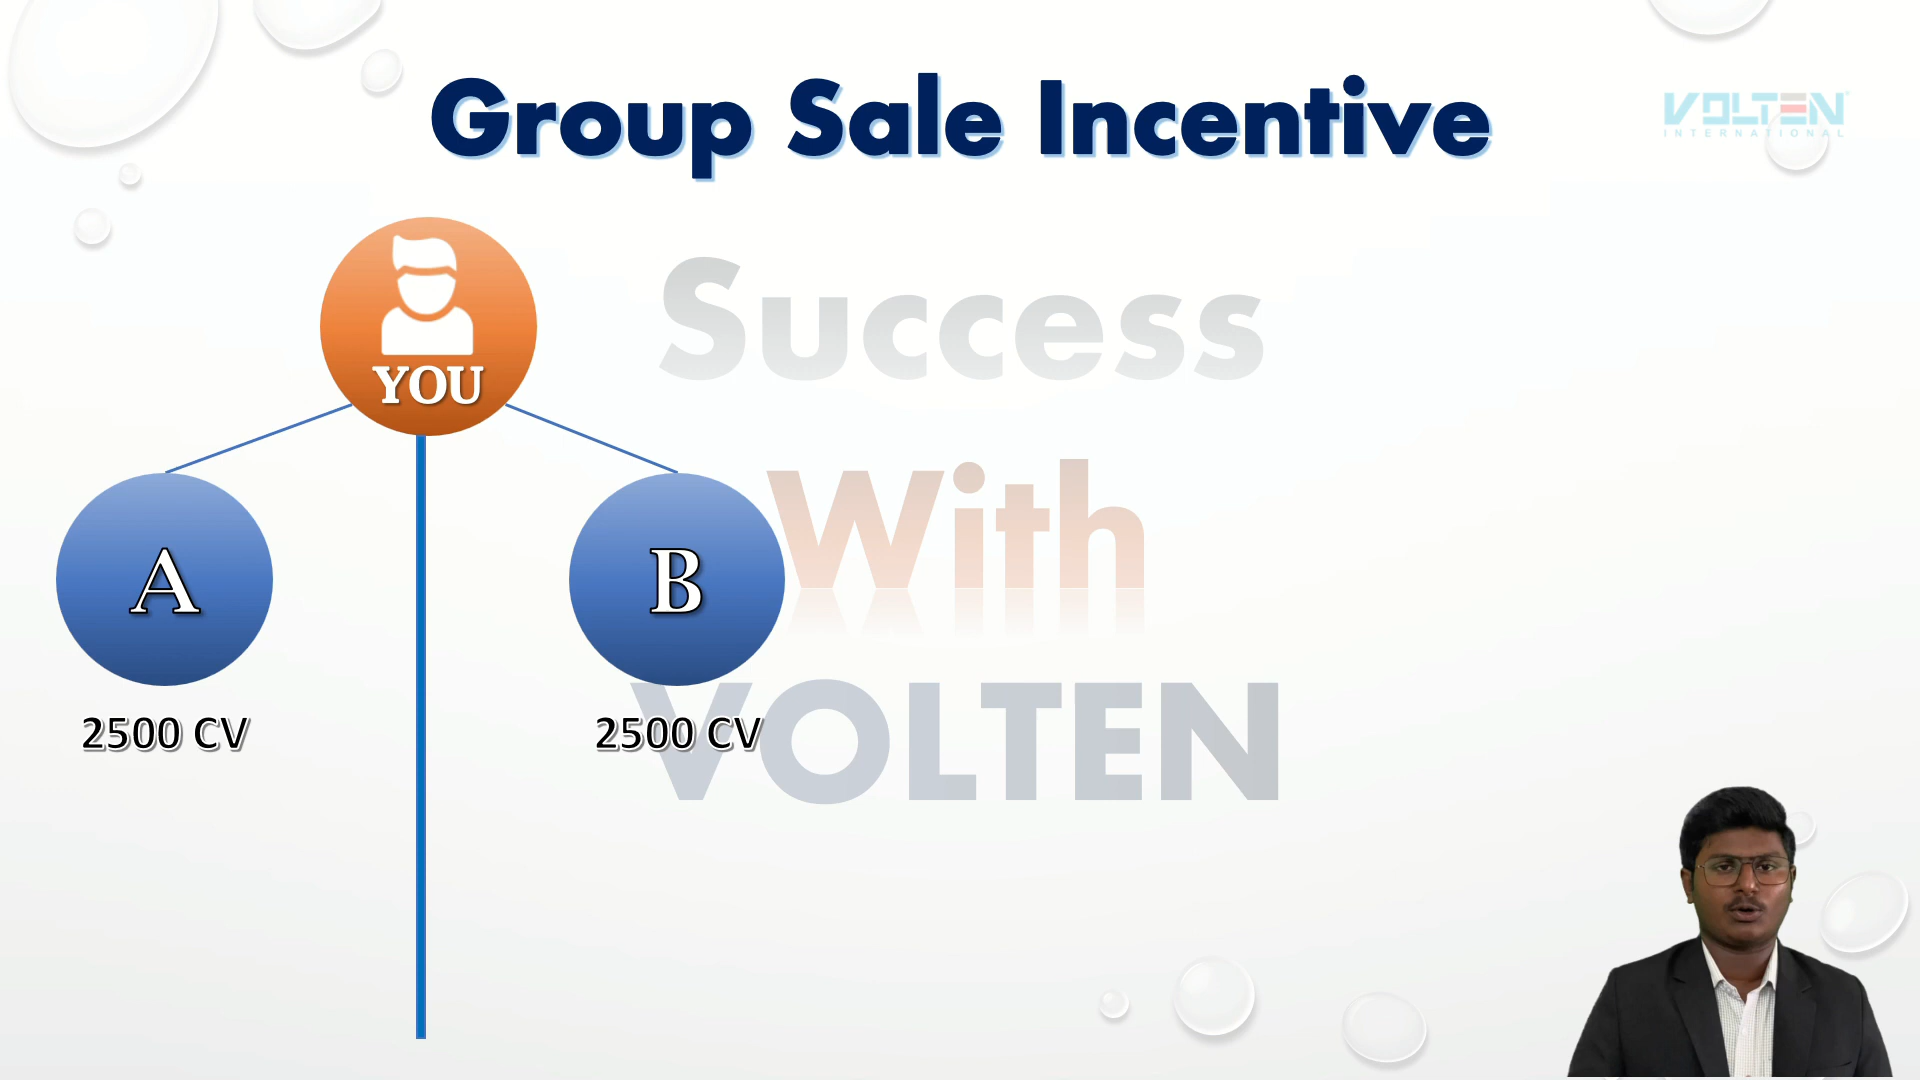 Group Sale Incentive
VOLTEN
INTERNATIONAL
YOU
Success
With
A
B
VOLTEN
2500 CV
2500 CV